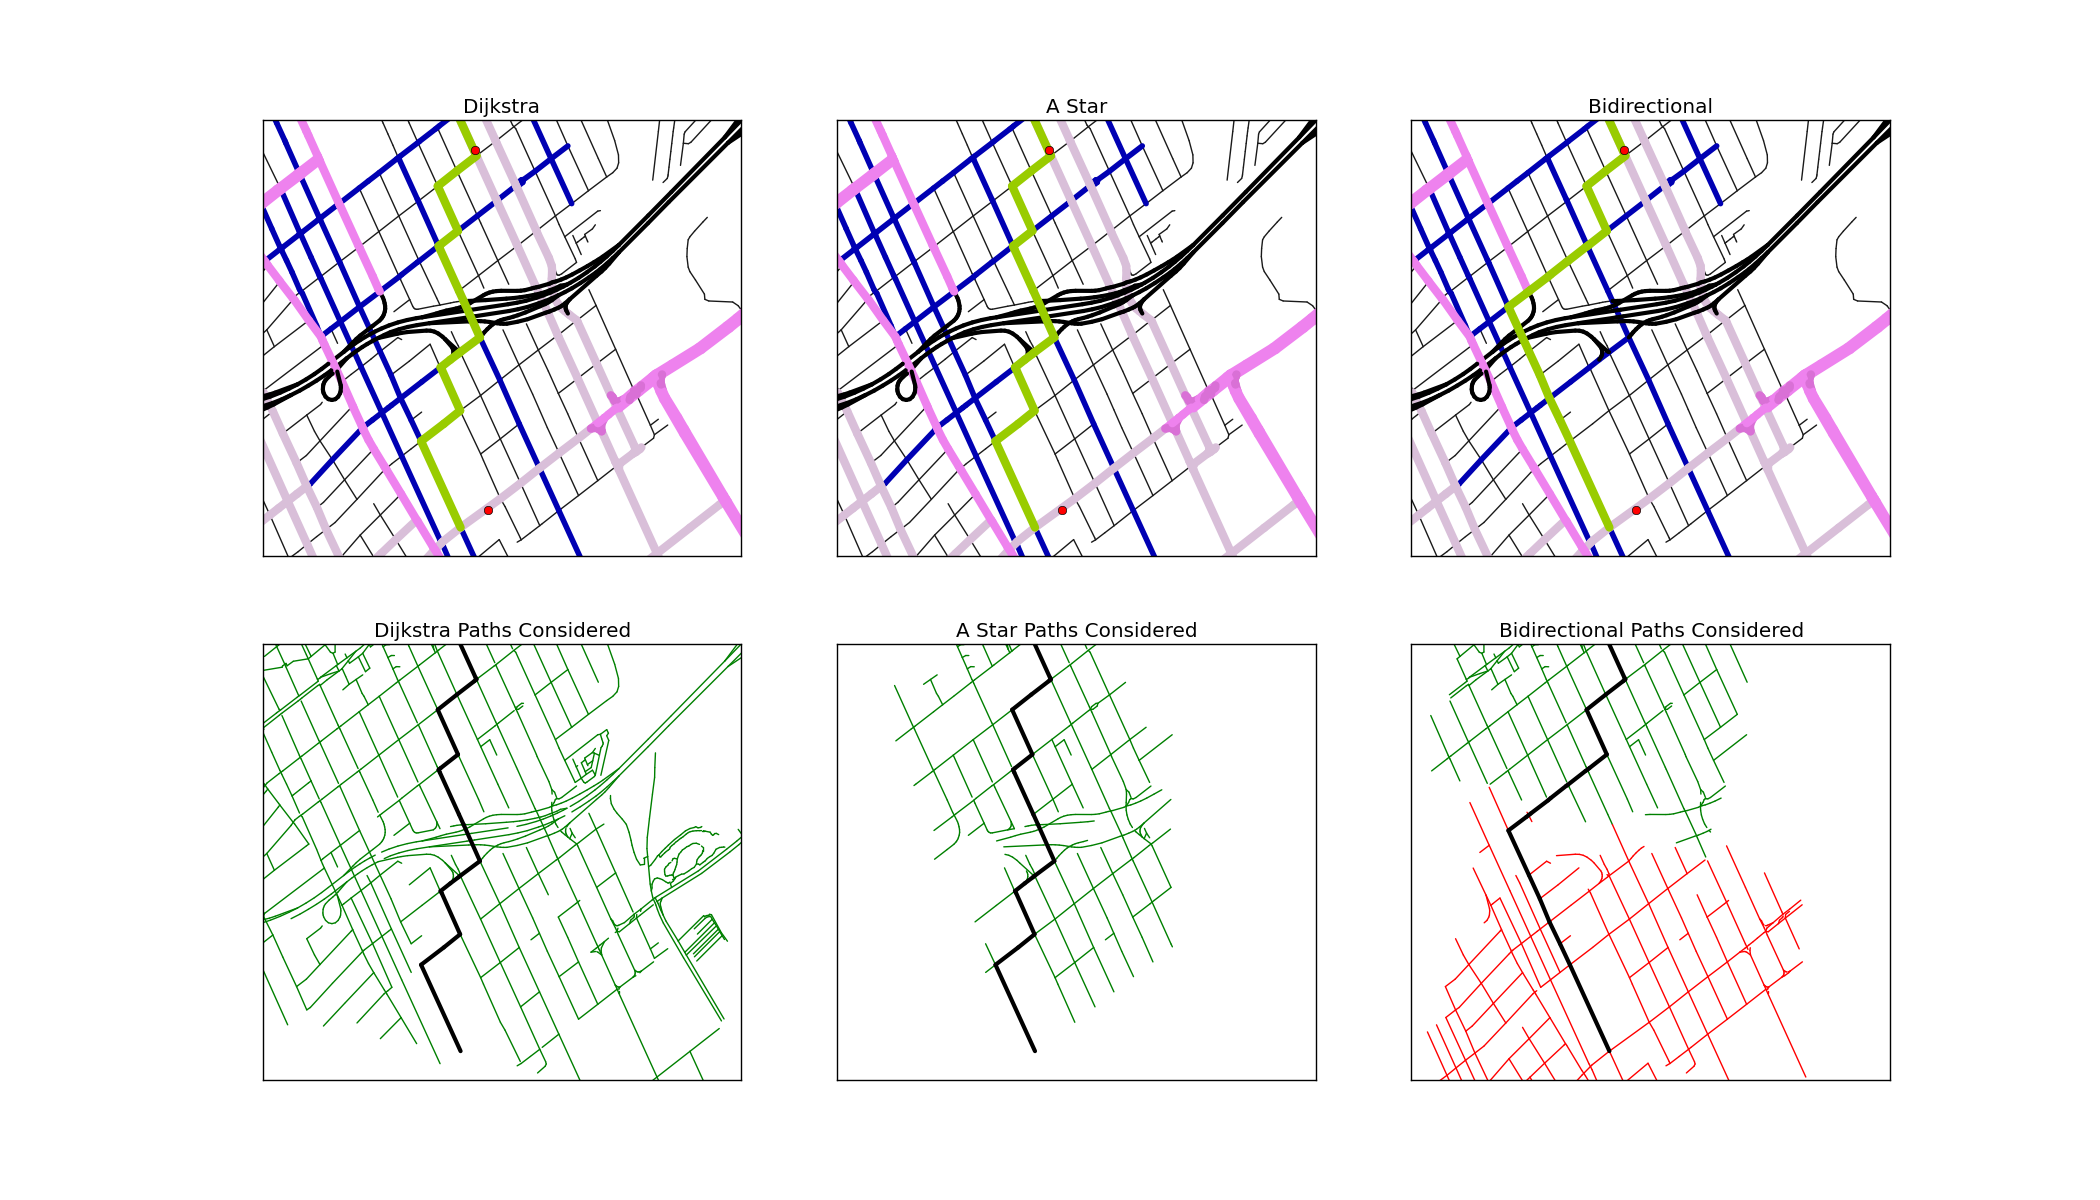 Dijkstra
A Star
Bidirectional
Dijkstra Paths Considered
A Star Paths Considered
Bidirectional Paths Considered